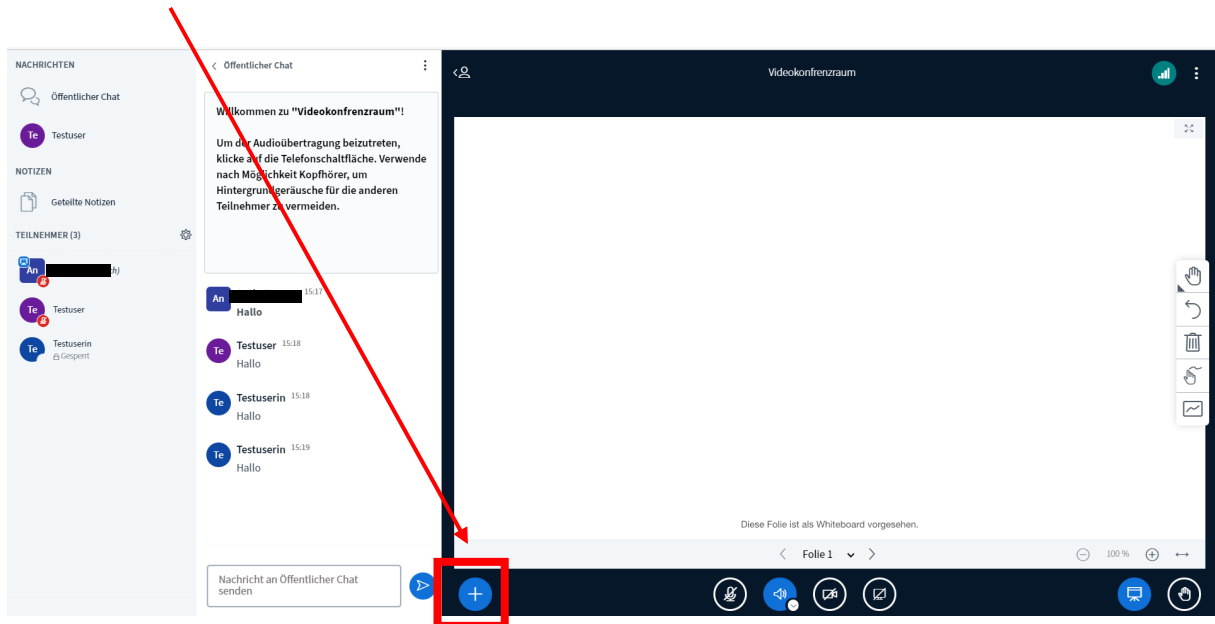 NACHRICHTEN
Öffentlicher Chat
Te Testuser
NOTIZEN
Geteilte Notizen
TEILNEHMER (3)
An h)
Te Testuser
Te Testuserin
Gesperrt
Öffentlicher Chat
Willkommen zu "Videokonfrenzraum"!
Um der Audioübertragung beizutreten,
klicke auf die Telefonschaltfläche. Verwende
nach Möglichkeit Kopfhörer, um
Hintergrundgeräusche für die anderen
Teilnehmer zu vermeiden.
An 15:17
Hallo
Te Testuser 15:18
Hallo
Te Testuserin 15:18
Hallo
Te Testuserin 15:19
Hallo
Nachricht an Öffentlicher Chat
senden
Videokonfrenzraum
Diese Folie ist als Whiteboard vorgesehen.
Folie 1
100 %